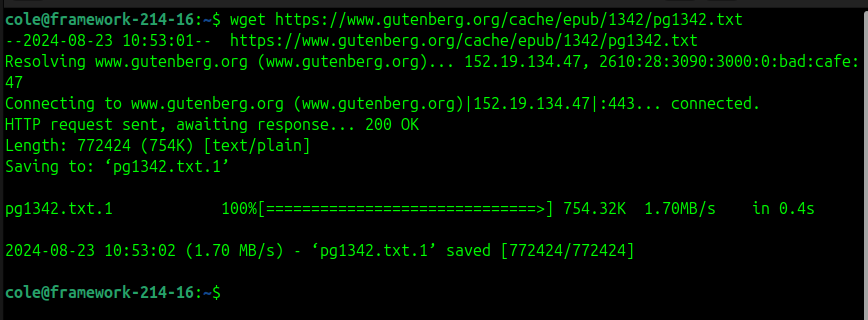 cole@framework-214-16:~$ wget https://www.gutenberg.org/cache/epub/1342/pg1342.txt
--2024-08-23 10:53:01--  https://www.gutenberg.org/cache/epub/1342/pg1342.txt
Resolving www.gutenberg.org (www.gutenberg.org)... 152.19.134.47, 2610:28:3090:3000:0:bad:cafe:
47
Connecting to www.gutenberg.org (www.gutenberg.org)|152.19.134.47|:443... connected.
HTTP request sent, awaiting response... 200 OK
Length: 772424 (754K) [text/plain]
Saving to: ‘pg1342.txt.1’
pg1342.txt.1            100%[==============================>] 754.32K  1.70MB/s    in 0.4s
2024-08-23 10:53:02 (1.70 MB/s) - ‘pg1342.txt.1’ saved [772424/772424]
cole@framework-214-16:~$